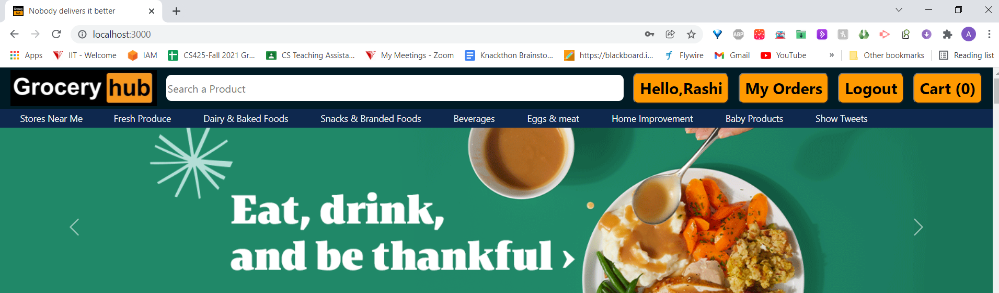 Grocery hub Nobody delivers it better
localhost:3000
ABP A
Apps IIT - Welcome IAM CS425-Fall 2021 Gr... CS Teaching Assista... My Meetings - Zoom Knackthon Brainsto... https://blackboard.i... Flywire Gmail YouTube » Other bookmarks Reading list
Grocery hub Search a Product Hello,Rashi My Orders Logout Cart (0)
Stores Near Me Fresh Produce Dairy & Baked Foods Snacks & Branded Foods Beverages Eggs & meat Home Improvement Baby Products Show Tweets
Eat, drink,
and be thankful ›